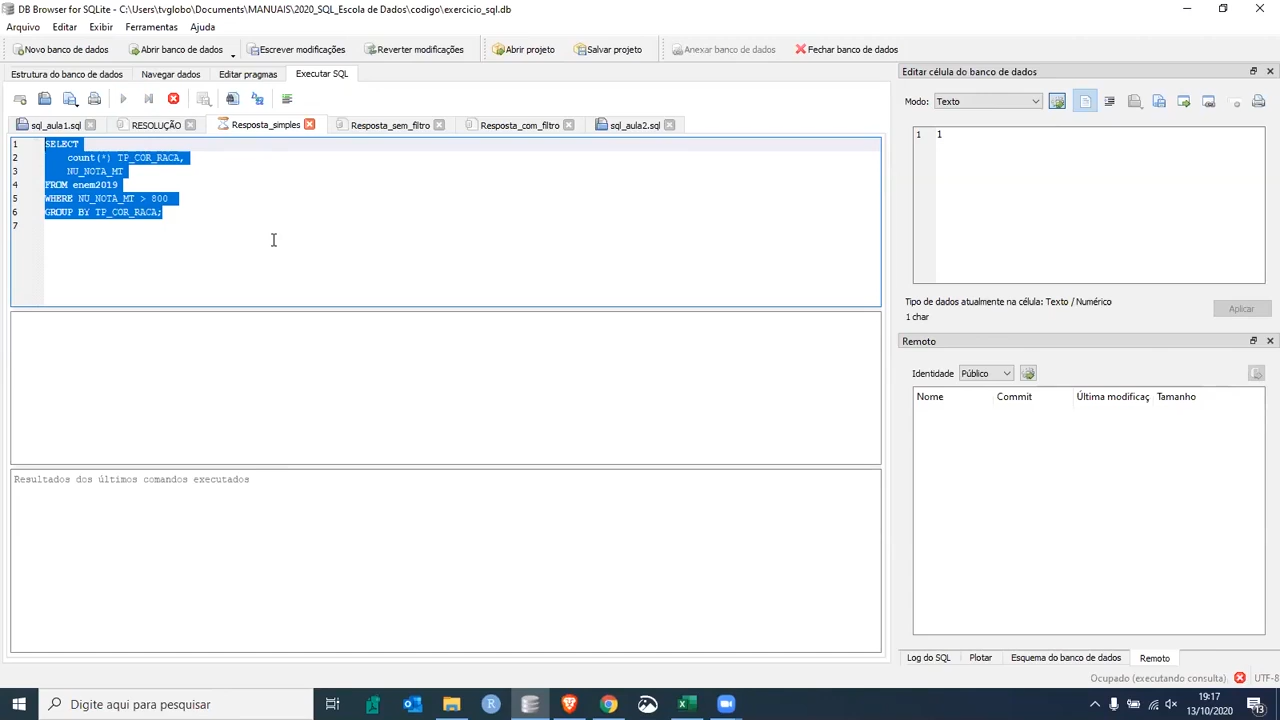 DB Browser for SQLite - C:\Users\tvglobo\Documents\MANUAIS\2020_SQL_Escola de Dados\codigo\exercicio_sql.db
Arquivo Editar Exibir Ferramentas Ajuda
Novo banco de dados Abrir banco de dados Escrever modificações Reverter modificações Abrir projeto Salvar projeto Anexar banco de dados Fechar banco de dados
Estrutura do banco de dados Navegar dados Editar pragmas Executar SQL
sql_aula1.sql RESOLUÇÃO Resposta_simples Resposta_sem_filtro Resposta_com_filtro sql_aula2.sql
1 SELECT
2 count(*) TP_COR_RACA,
3 NU_NOTA_MT
4 FROM enem2019
5 WHERE NU_NOTA_MT > 800
6 GROUP BY TP_COR_RACA;
7
Resultados dos últimos comandos executados
Editar célula do banco de dados
Modo: Texto
1 1
Tipo de dados atualmente na célula: Texto / Numérico
1 char
Aplicar
Remoto
Identidade Público
Nome Commit Última modificaç Tamanho
Log do SQL Plotar Esquema do banco de dados Remoto
Ocupado (executando consulta). UTF-8
Digite aqui para pesquisar
R
19:17
13/10/2020
13